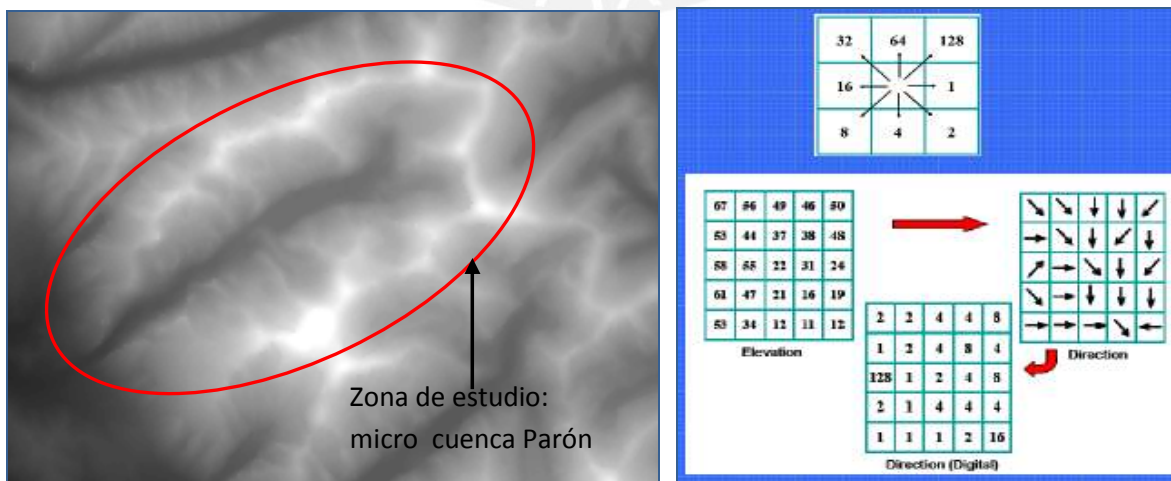 Zona de estudio:
micro cuenca Parón
32 64 128
16 1
8 4 2
67 56 49 46 50
53 44 37 38 48
58 55 22 31 24
61 47 21 16 19
53 34 12 11 12
Elevation
Direction
2 2 4 4 8
1 2 4 8 4
128 1 2 4 8
2 1 4 4 4
1 1 1 2 16
Direction (Digital)